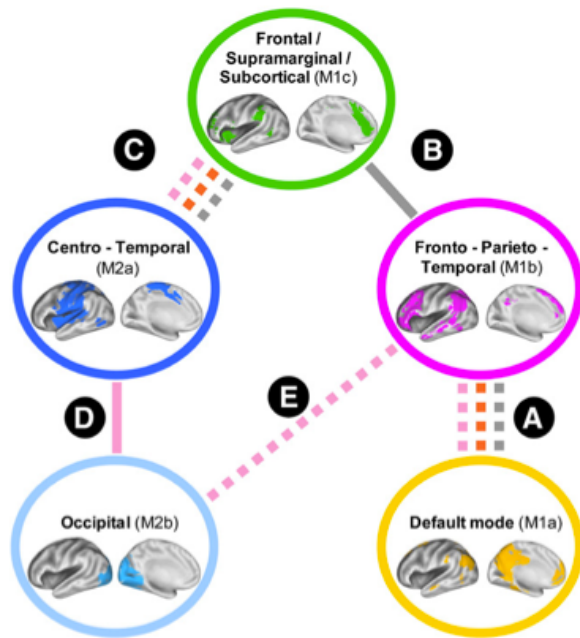 Frontal /
Supramarginal /
Subcortical (M1c)
C
B
Centro - Temporal
(M2a)
Fronto - Parieto -
Temporal (M1b)
D
E
A
Occipital (M2b)
Default mode (M1a)